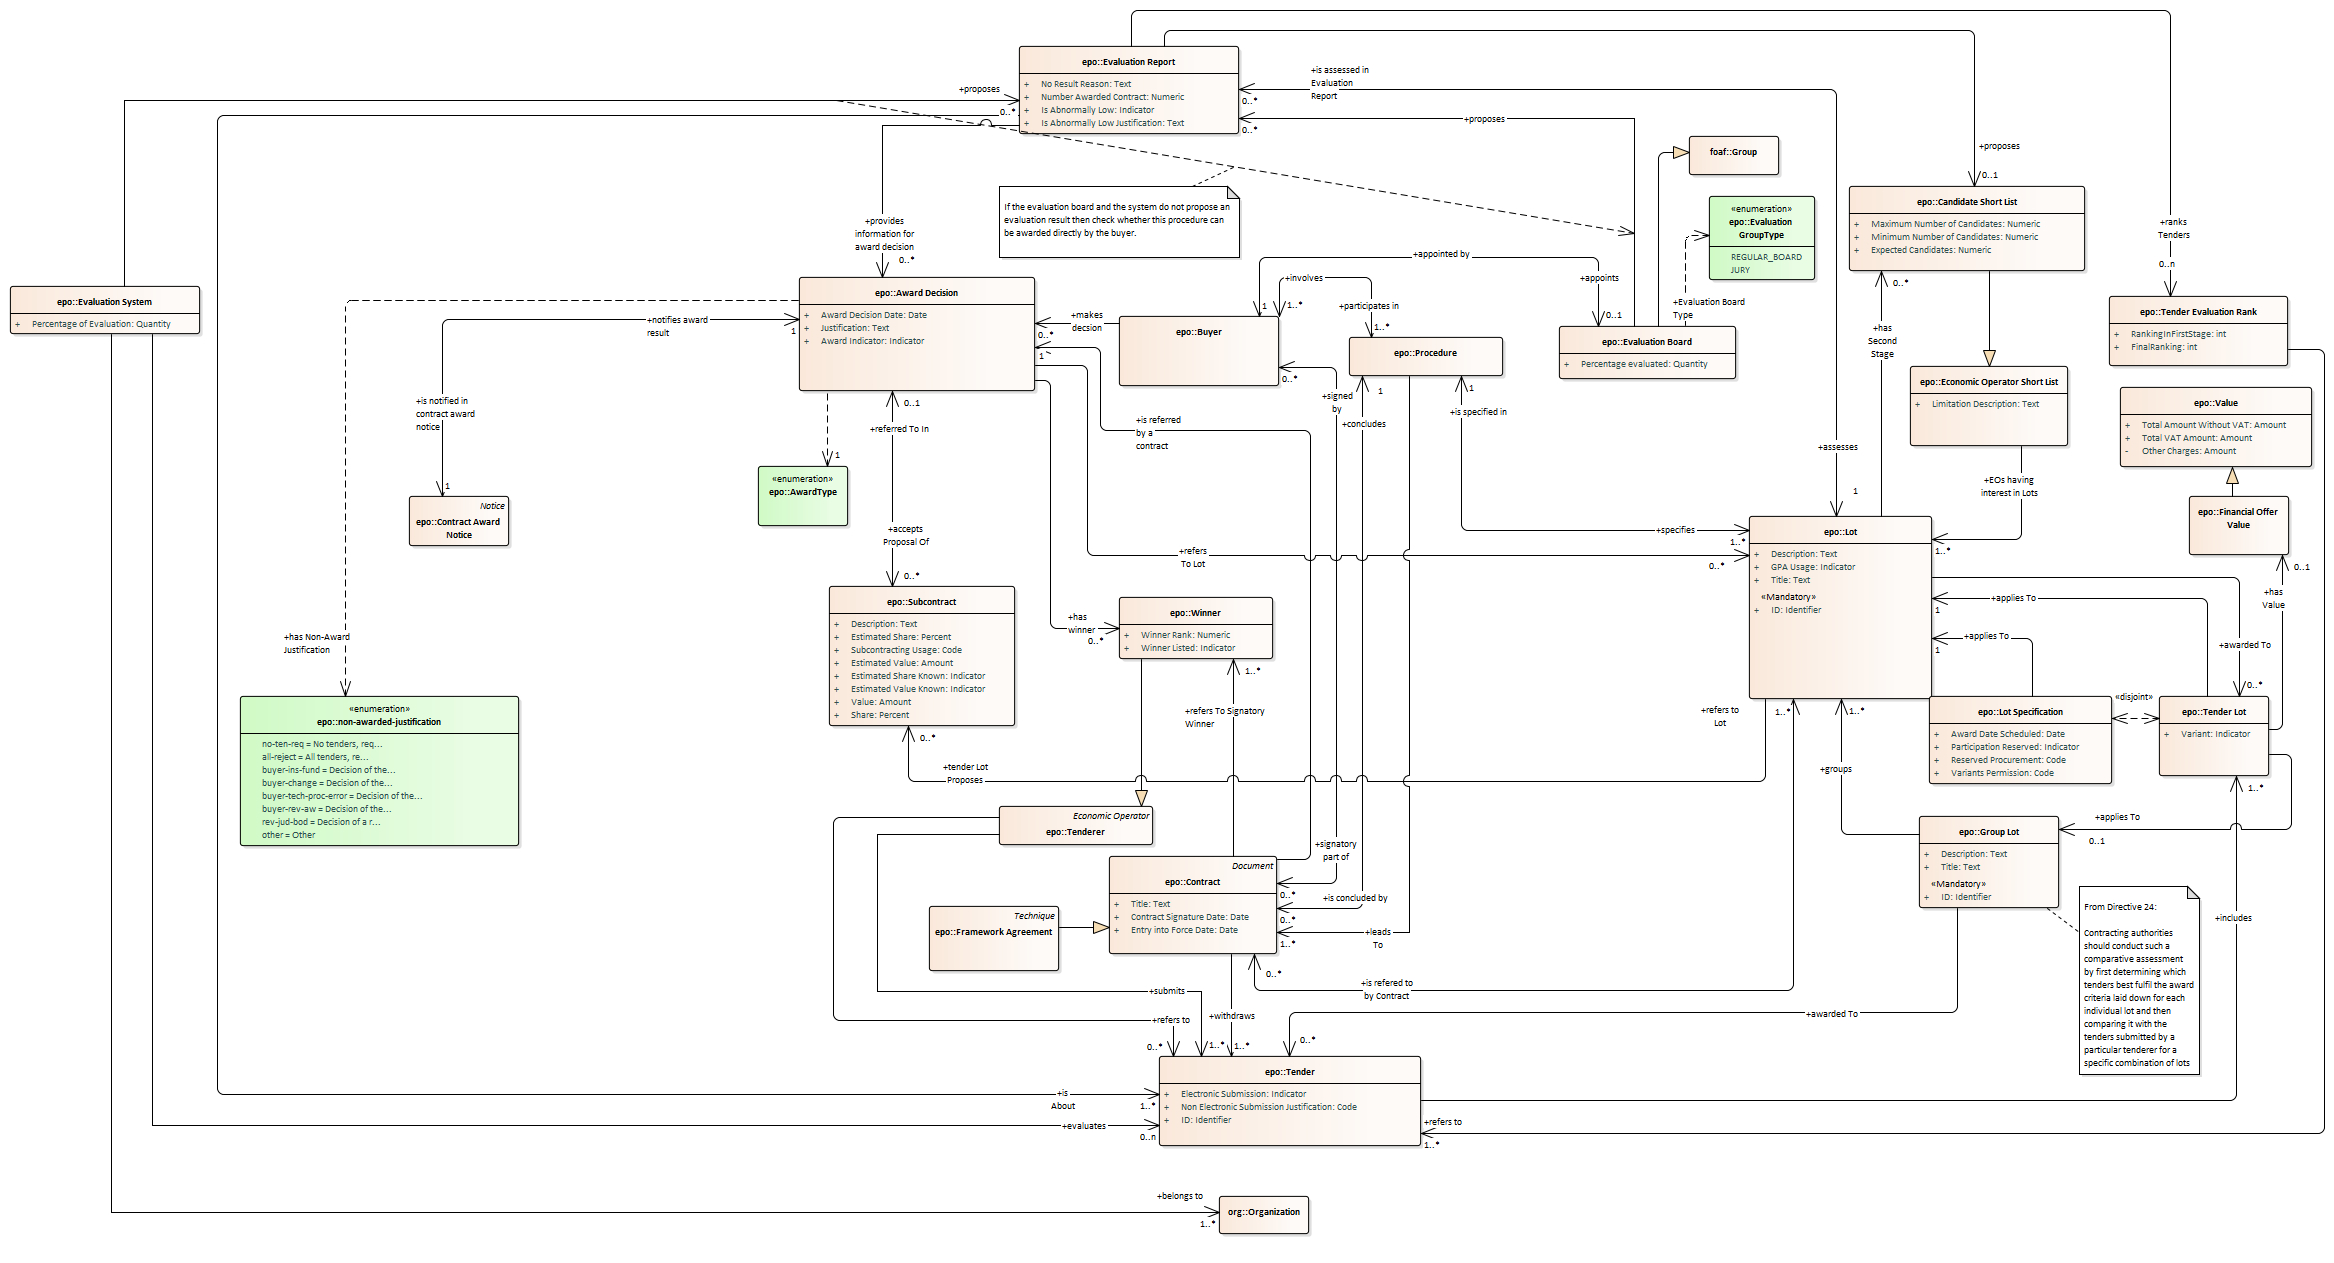 epo::Evaluation Report
+ No Result Reason: Text
+ Number Awarded Contract: Numeric
+ Is Abnormally Low: Indicator
+ Is Abnormally Low Justification: Text
+proposes
0..*
+is assessed in
Evaluation
Report
0..*
+proposes
0..*
foaf::Group
+proposes
0..1
«enumeration»
epo::Evaluation
GroupType
REGULAR_BOARD
JURY
epo::Candidate Short List
+ Maximum Number of Candidates: Numeric
+ Minimum Number of Candidates: Numeric
+ Expected Candidates: Numeric
+ranks
Tenders
0..n
If the evaluation board and the system do not propose an
evaluation result then check whether this procedure can
be awarded directly by the buyer.
+provides
information for
award decision
0..*
epo::Evaluation System
+ Percentage of Evaluation: Quantity
epo::Award Decision
+ Award Decision Date: Date
+ Justification: Text
+ Award Indicator: Indicator
+notifies award
result
1
+makes
decsion
0..*
1
epo::Buyer
+involves
1
1..*
+appointed by
+participates in
1..*
epo::Procedure
+appoints
0..1
+Evaluation Board
Type
epo::Evaluation Board
+ Percentage evaluated: Quantity
0..*
+has
Second
Stage
epo::Tender Evaluation Rank
+ RankingInFirstStage: int
+ FinalRanking: int
epo::Economic Operator Short List
+ Limitation Description: Text
epo::Value
+ Total Amount Without VAT: Amount
+ Total VAT Amount: Amount
- Other Charges: Amount
+is notified in
contract award
notice
1
0..1
+referred To In
+is referred
by a
contract
0..*
+signed
by
+concludes
1
1
+is specified in
+assesses
1
+EOs having
interest in Lots
1..*
Notice
epo::Contract Award
Notice
1
«enumeration»
epo::AwardType
+accepts
Proposal Of
0..*
+specifies
1..*
+refers
To Lot
0..*
epo::Lot
+ Description: Text
+ GPA Usage: Indicator
+ Title: Text
«Mandatory»
+ ID: Identifier
epo::Financial Offer
Value
0..1
+has
Value
epo::Subcontract
+ Description: Text
+ Estimated Share: Percent
+ Subcontracting Usage: Code
+ Estimated Value: Amount
+ Estimated Share Known: Indicator
+ Estimated Value Known: Indicator
+ Value: Amount
+ Share: Percent
+has
winner
0..*
epo::Winner
+ Winner Rank: Numeric
+ Winner Listed: Indicator
1..*
+refers To Signatory
Winner
+applies To
1
+applies To
1
+awarded To
0..*
+has Non-Award
Justification
«enumeration»
epo::non-awarded-justification
no-ten-req = No tenders, req...
all-reject = All tenders, re...
buyer-ins-fund = Decision of the...
buyer-change = Decision of the...
buyer-tech-proc-error = Decision of the...
buyer-rev-aw = Decision of the...
rev-jud-bod = Decision of a r...
other = Other
0..*
+tender Lot
Proposes
+refers to
Lot
1..*
1..*
+groups
epo::Lot Specification
+ Award Date Scheduled: Date
+ Participation Reserved: Indicator
+ Reserved Procurement: Code
+ Variants Permission: Code
«disjoint»
epo::Tender Lot
+ Variant: Indicator
1..*
Economic Operator
epo::Tenderer
+applies To
0..1
epo::Group Lot
+ Description: Text
+ Title: Text
«Mandatory»
+ ID: Identifier
Document
epo::Contract
+ Title: Text
+ Contract Signature Date: Date
+ Entry into Force Date: Date
+signatory
part of
0..*
+is concluded by
0..*
+leads
To
1..*
Technique
epo::Framework Agreement
0..*
+is refered to
by Contract
From Directive 24:
Contracting authorities
should conduct such a
comparative assessment
by first determining which
tenders best fulfil the award
criteria laid down for each
individual lot and then
comparing it with the
tenders submitted by a
particular tenderer for a
specific combination of lots
+includes
+submits
+refers to
+withdraws
+awarded To
0..*
1..*
1..*
0..*
epo::Tender
+ Electronic Submission: Indicator
+ Non Electronic Submission Justification: Code
+ ID: Identifier
+is
About
1..*
+evaluates
0..n
+refers to
1..*
+belongs to
1..*
org::Organization